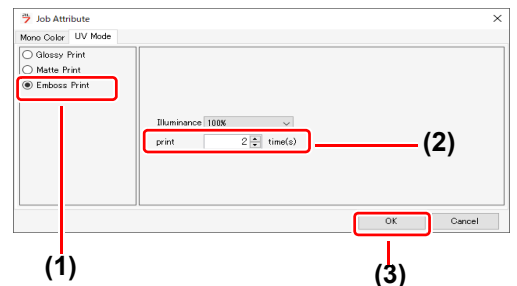 Job Attribute
Mono Color UV Mode
Glossy Print
Matte Print
Emboss Print
Illuminance 100%
print 2 time(s)
(2)
OK Cancel
(1)
(3)